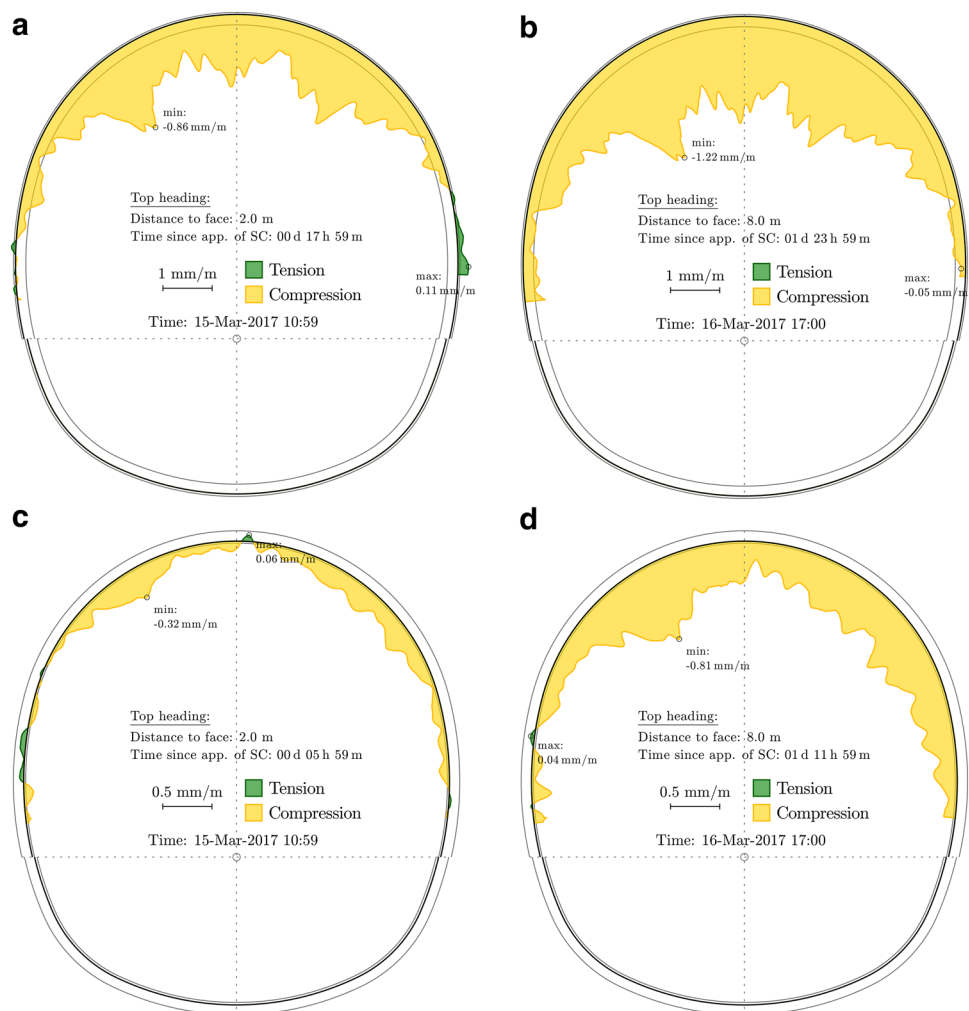 a
min:
-0.86 mm/m
Top heading:
Distance to face: 2.0 m
Time since app. of SC: 00 d 17 h 59 m
1 mm/m
Tension
Compression
max:
0.11 mm/m
Time: 15-Mar-2017 10:59
b
min:
-1.22 mm/m
Top heading:
Distance to face: 8.0 m
Time since app. of SC: 01 d 23 h 59 m
1 mm/m
Tension
Compression
max:
-0.05 mm/m
Time: 16-Mar-2017 17:00
c
max:
0.06 mm/m
min:
-0.32 mm/m
Top heading:
Distance to face: 2.0 m
Time since app. of SC: 00 d 05 h 59 m
0.5 mm/m
Tension
Compression
Time: 15-Mar-2017 10:59
d
min:
-0.81 mm/m
Top heading:
Distance to face: 8.0 m
Time since app. of SC: 01 d 11 h 59 m
max:
0.04 mm/m
0.5 mm/m
Tension
Compression
Time: 16-Mar-2017 17:00